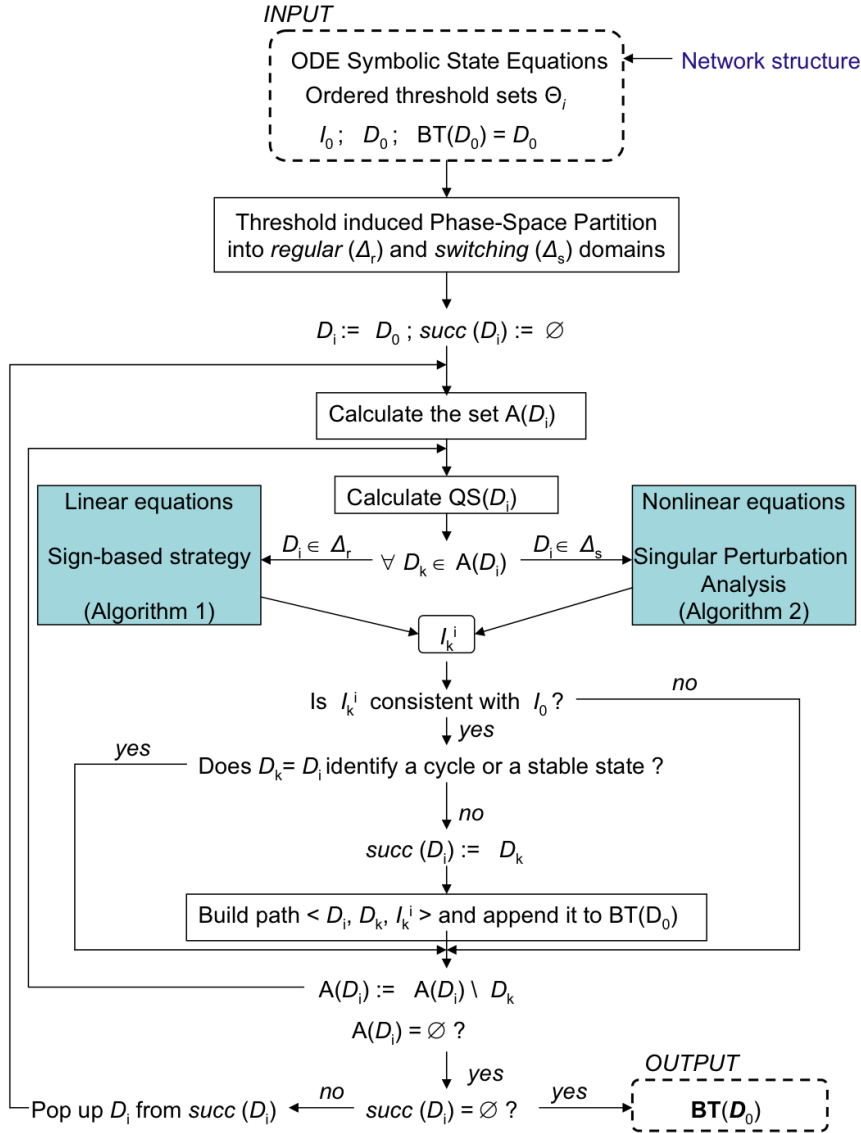 INPUT
ODE Symbolic State Equations
Network structure
Ordered threshold sets Θi
I0 ; D0 ; BT(D0) = D0
Threshold induced Phase-Space Partition
into regular (Δr) and switching (Δs) domains
Di := D0 ; succ (Di) := ∅
Calculate the set A(Di)
Calculate QS(Di)
Linear equations
Sign-based strategy
(Algorithm 1)
Di ∈ Δr
∀ Dk ∈ A(Di)
Di ∈ Δs
Nonlinear equations
Singular Perturbation
Analysis
(Algorithm 2)
Iki
Is Iki consistent with I0 ?
no
yes
yes
Does Dk = Di identify a cycle or a stable state ?
no
succ (Di) := Dk
Build path < Di, Dk, Iki > and append it to BT(D0)
A(Di) := A(Di) \ Dk
A(Di) = ∅ ?
yes
Pop up Di from succ (Di)
no
succ (Di) = ∅ ?
yes
OUTPUT
BT(D0)